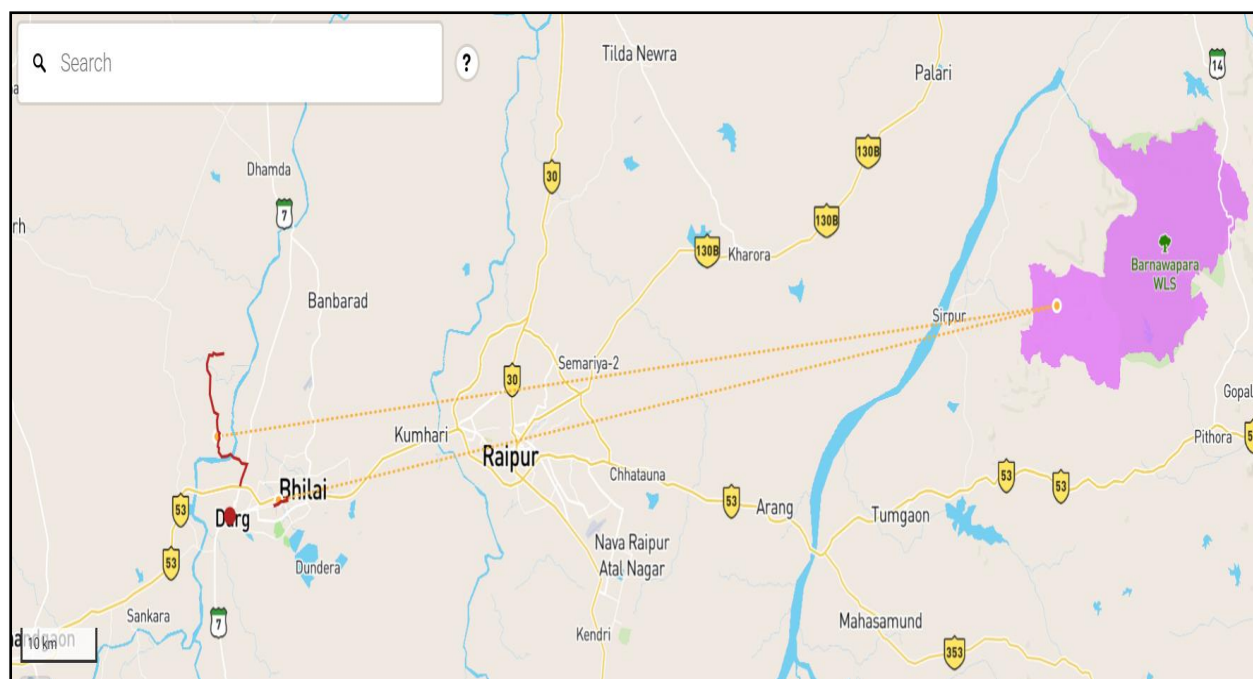 Search
?
Tilda Newra
Palari
14
130B
Dhamda
30
7
rh
130B
130B
Kharora
Barnawapara
WLS
Banbarad
Sirpur
Semariya-2
30
Gopal
Kumhari
Raipur
Pithora
Chhatauna
53
53
Bhilai
53
53
Arang
Tumgaon
Durg
53
Nava Raipur
Atal Nagar
Dundera
Sankara
7
Mahasamund
Kendri
andgaon
10 km
353